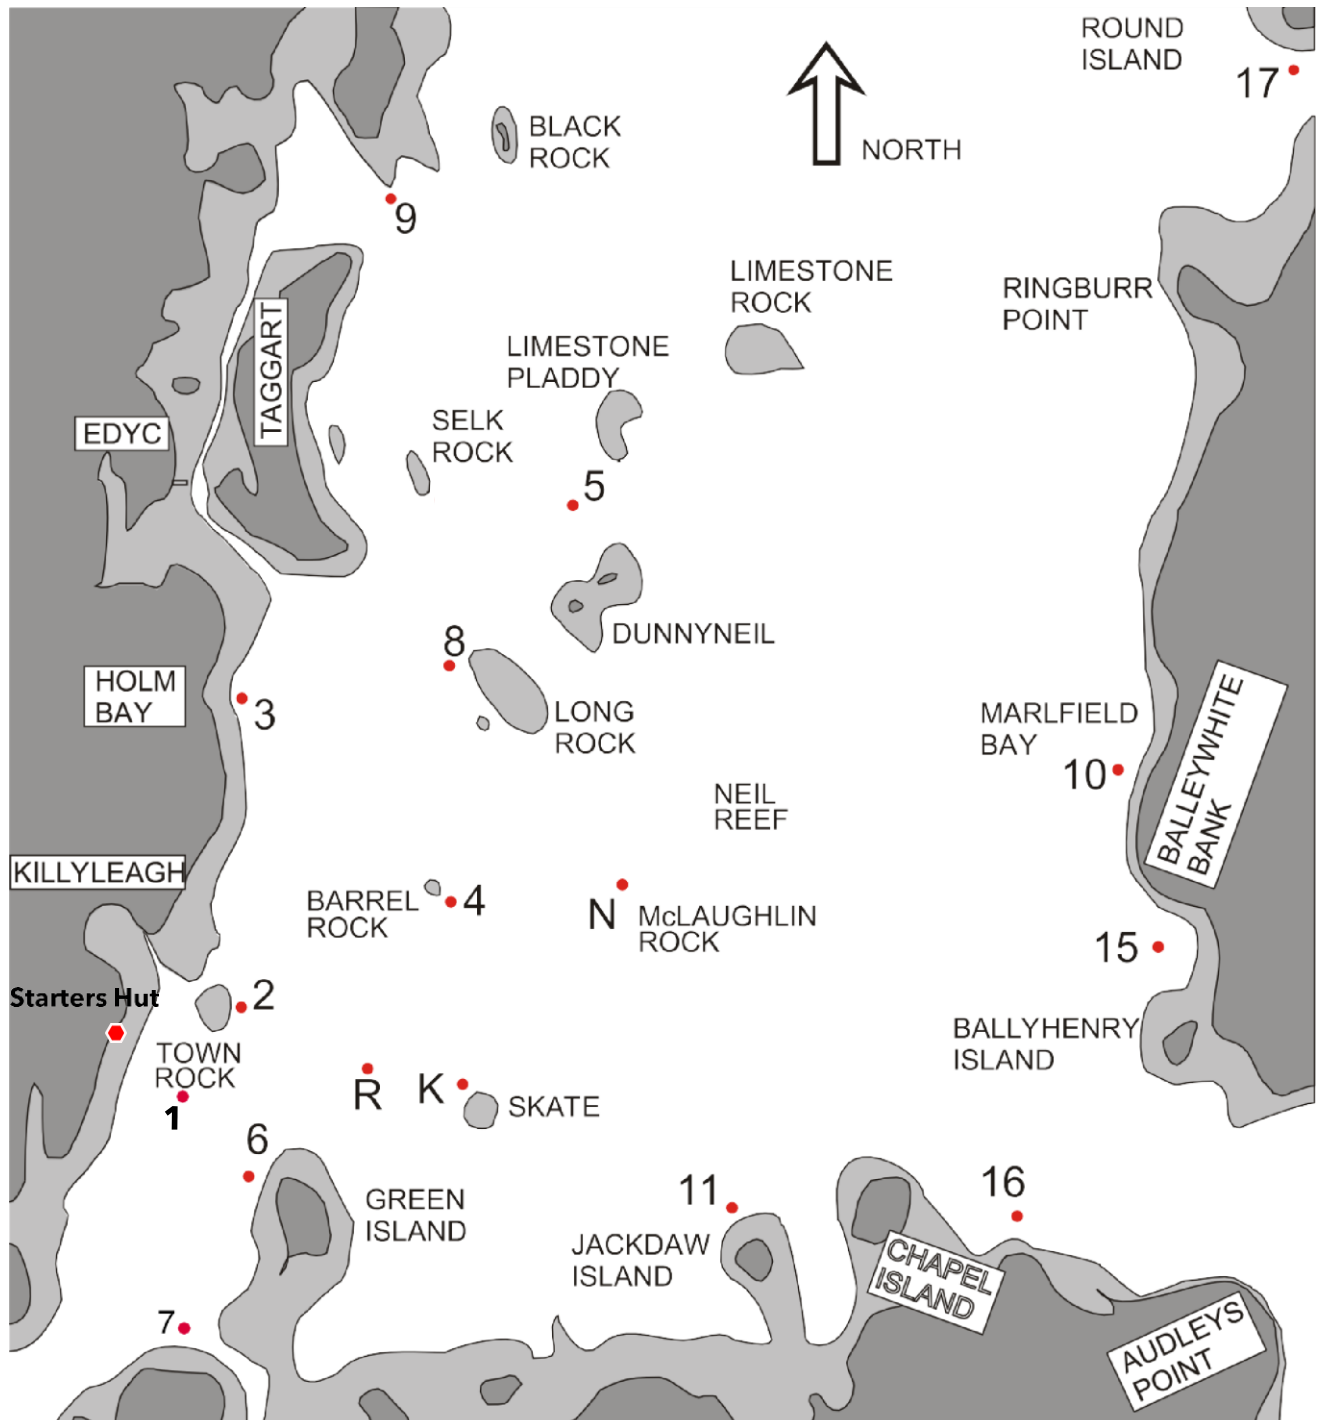 ROUND
ISLAND
17
BLACK
ROCK
NORTH
9
LIMESTONE
ROCK
RINGBURR
POINT
TAGGART
LIMESTONE
PLADDY
EDYC
SELK
ROCK
5
DUNNYNEIL
8
HOLM
BAY
3
LONG
ROCK
MARLFIELD
BAY
10
BALLEYWHITE
BANK
NEIL
REEF
KILLYLEAGH
BARREL
ROCK
4
N
McLAUGHLIN
ROCK
15
Starters Hut
2
TOWN
ROCK
1
BALLYHENRY
ISLAND
R
K
SKATE
6
GREEN
ISLAND
11
16
JACKDAW
ISLAND
CHAPEL
ISLAND
7
AUDLEYS
POINT